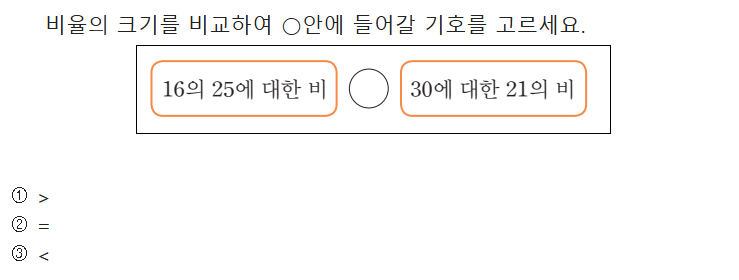 비율의 크기를 비교하여 ○안에 들어갈 기호를 고르세요.
16의 25에 대한 비 ○ 30에 대한 21의 비
① >
② =
③ <